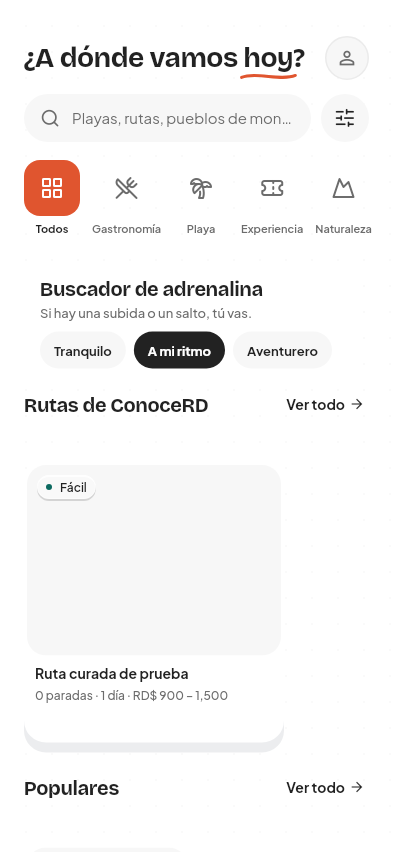 ¿A dónde vamos hoy?
Playas, rutas, pueblos de mon...
Todos
Gastronomía
Playa
Experiencia
Naturaleza
Buscador de adrenalina
Si hay una subida o un salto, tú vas.
Tranquilo
A mi ritmo
Aventurero
Rutas de ConoceRD
Ver todo →
Fácil
Ruta curada de prueba
0 paradas · 1 día · RD$ 900 – 1,500
Populares
Ver todo →